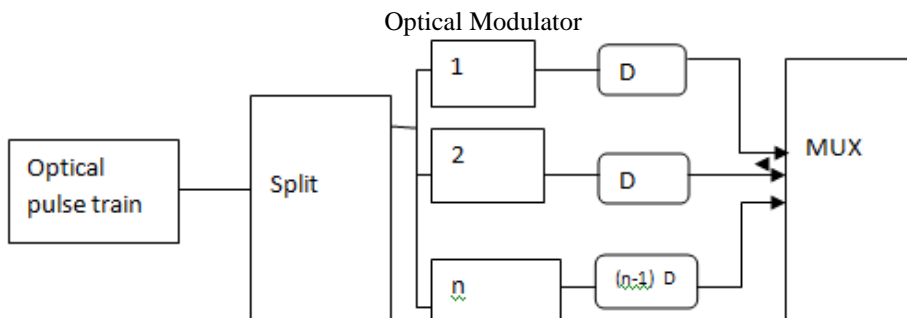 Optical Modulator
1
D
2
D
MUX
Optical
pulse train
Split
n
(n-1) D